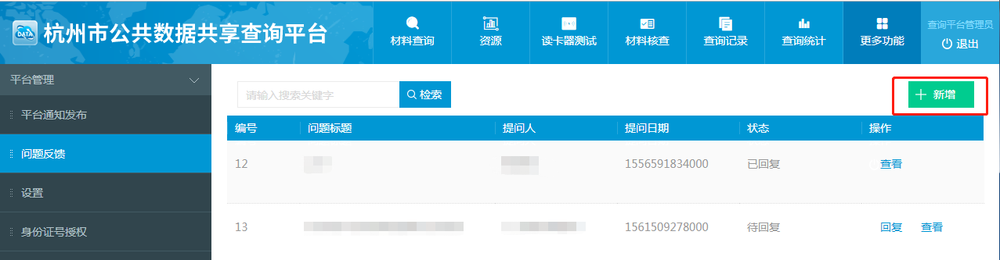 DATA 杭州市公共数据共享查询平台
材料查询 资源 读卡器测试 材料核查 查询记录 查询统计 更多功能
查询平台管理员
退出
平台管理
平台通知发布
问题反馈
设置
身份证号授权
请输入搜索关键字 检索
新增
编号 问题标题 提问人 提问日期 状态 操作
12 1556591834000 已回复 查看
13 1561509278000 待回复 回复 查看